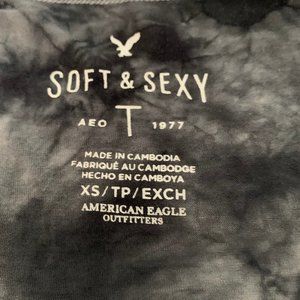 SOFT & SEXY
AEO T 1977
MADE IN CAMBODIA
FABRIQUÉ AU CAMBODGE
HECHO EN CAMBOYA
XS/TP/EXCH
AMERICAN EAGLE
OUTFITTERS